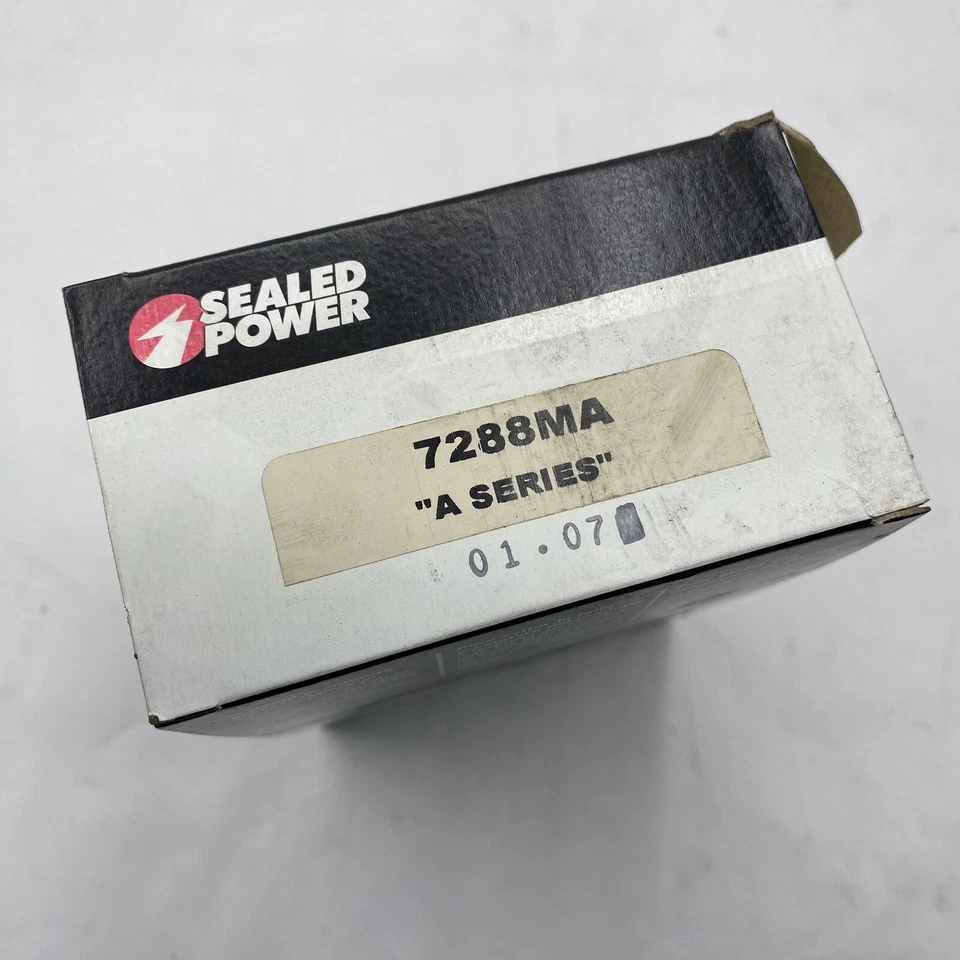 SEALED
POWER
7288MA
"A SERIES"
01.07